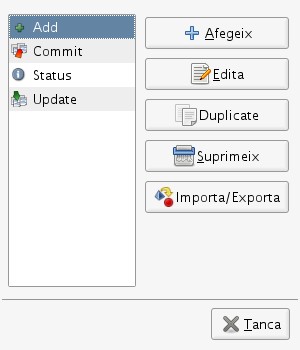 Add
Commit
Status
Update
Afegeix
Edita
Duplicate
Suprimeix
Importa/Exporta
Tanca